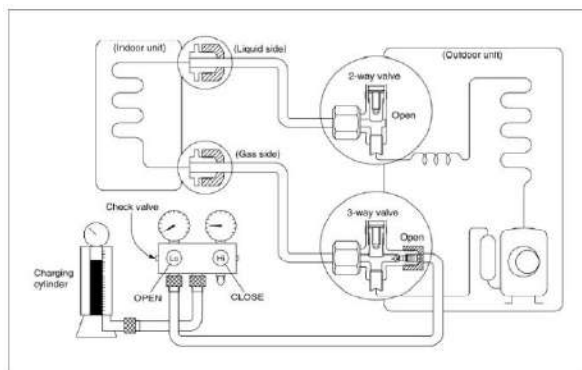 (Indoor unit)
(Liquid side)
2-way valve
(Outdoor unit)
Open
(Gas side)
3-way valve
Open
Check valve
Lo
Hi
Charging
cylinder
OPEN
CLOSE